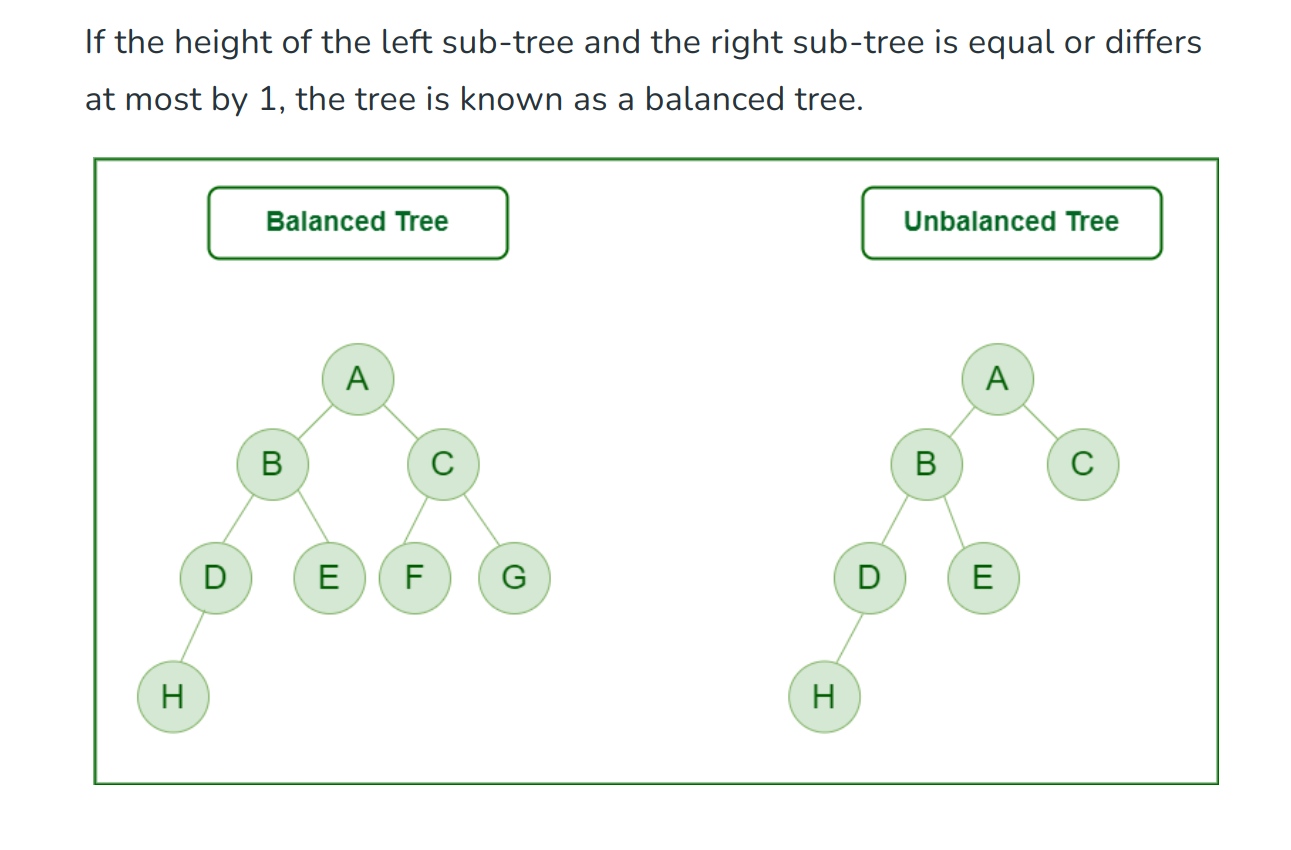 If the height of the left sub-tree and the right sub-tree is equal or differs
at most by 1, the tree is known as a balanced tree.
Balanced Tree
Unbalanced Tree
A
B
C
D
E
F
G
H
A
B
C
D
E
H